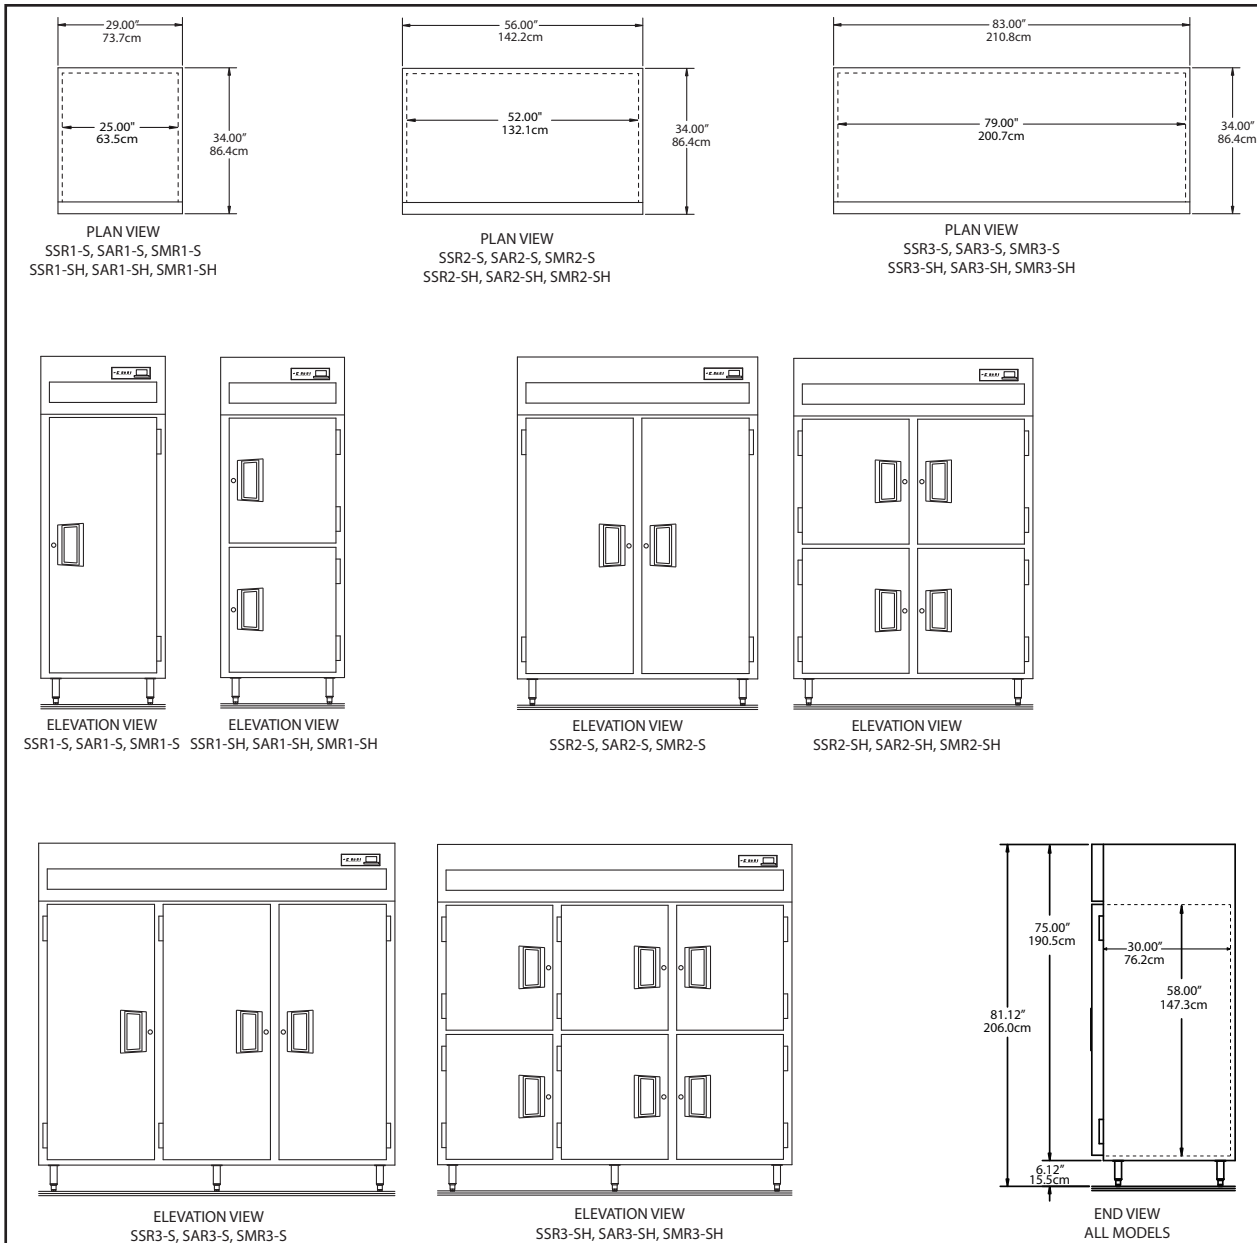 29.00”
73.7cm
25.00"
63.5cm
34.00”
86.4cm
PLAN VIEW
SSR1-S, SAR1-S, SMR1-S
SSR1-SH, SAR1-SH, SMR1-SH
56.00”
142.2cm
52.00”
132.1cm
34.00”
86.4cm
PLAN VIEW
SSR2-S, SAR2-S, SMR2-S
SSR2-SH, SAR2-SH, SMR2-SH
83.00”
210.8cm
79.00”
200.7cm
34.00”
86.4cm
PLAN VIEW
SSR3-S, SAR3-S, SMR3-S
SSR3-SH, SAR3-SH, SMR3-SH
ELEVATION VIEW
SSR1-S, SAR1-S, SMR1-S
ELEVATION VIEW
SSR1-SH, SAR1-SH, SMR1-SH
ELEVATION VIEW
SSR2-S, SAR2-S, SMR2-S
ELEVATION VIEW
SSR2-SH, SAR2-SH, SMR2-SH
ELEVATION VIEW
SSR3-S, SAR3-S, SMR3-S
ELEVATION VIEW
SSR3-SH, SAR3-SH, SMR3-SH
75.00”
190.5cm
30.00”
76.2cm
58.00”
147.3cm
81.12”
206.0cm
6.12”
15.5cm
END VIEW
ALL MODELS